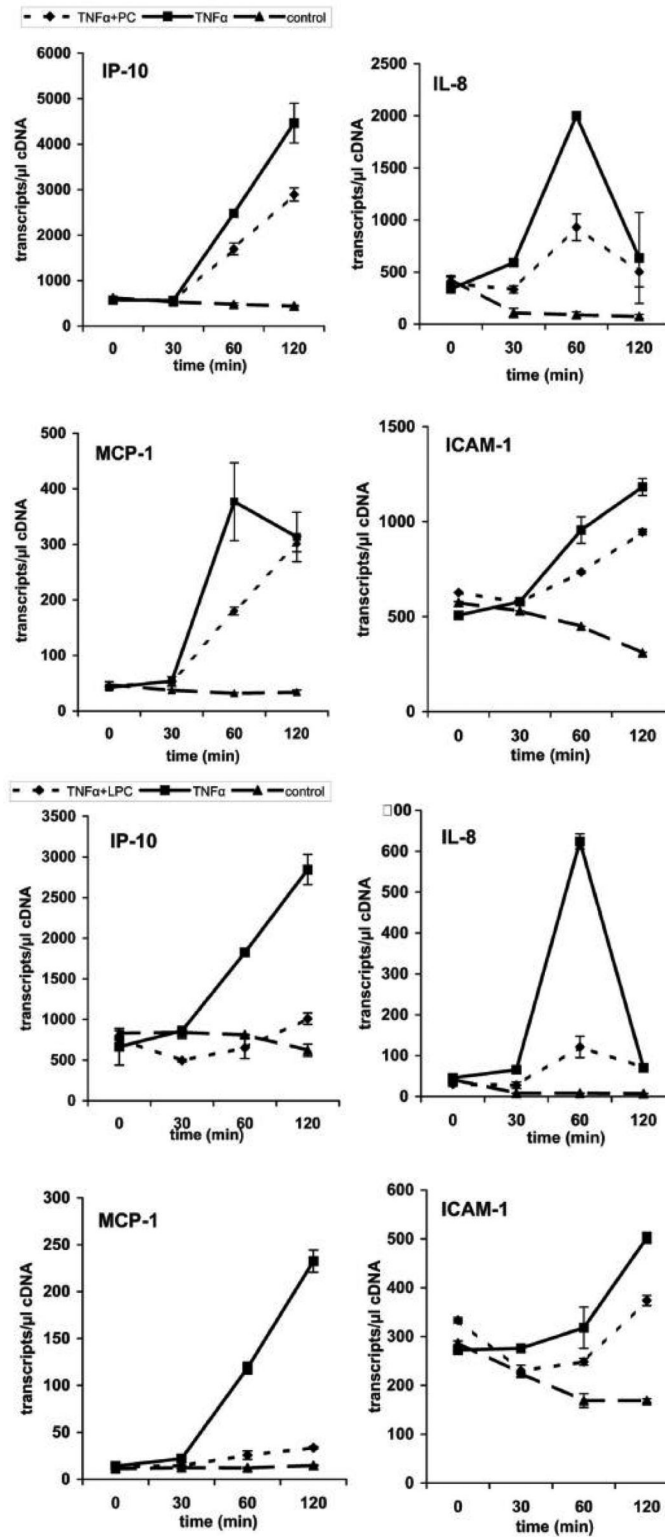 TNFα+PC TNFα control
IP-10
transcripts/µl cDNA
6000
5000
4000
3000
2000
1000
0
0 30 60 120
time (min)
IL-8
transcripts/µl cDNA
2500
2000
1500
1000
500
0
0 30 60 120
time (min)
MCP-1
transcripts/µl cDNA
500
400
300
200
100
0
0 30 60 120
time (min)
ICAM-1
transcripts/µl cDNA
1500
1000
500
0
0 30 60 120
time (min)
TNFα+LPC TNFα control
IP-10
transcripts/µl cDNA
3500
3000
2500
2000
1500
1000
500
0
0 30 60 120
time (min)
IL-8
transcripts/µl cDNA
00
600
500
400
300
200
100
0
0 30 60 120
time (min)
MCP-1
transcripts/µl cDNA
300
250
200
150
100
50
0
0 30 60 120
time (min)
ICAM-1
transcripts/µl cDNA
600
500
400
300
200
100
0
0 30 60 120
time (min)